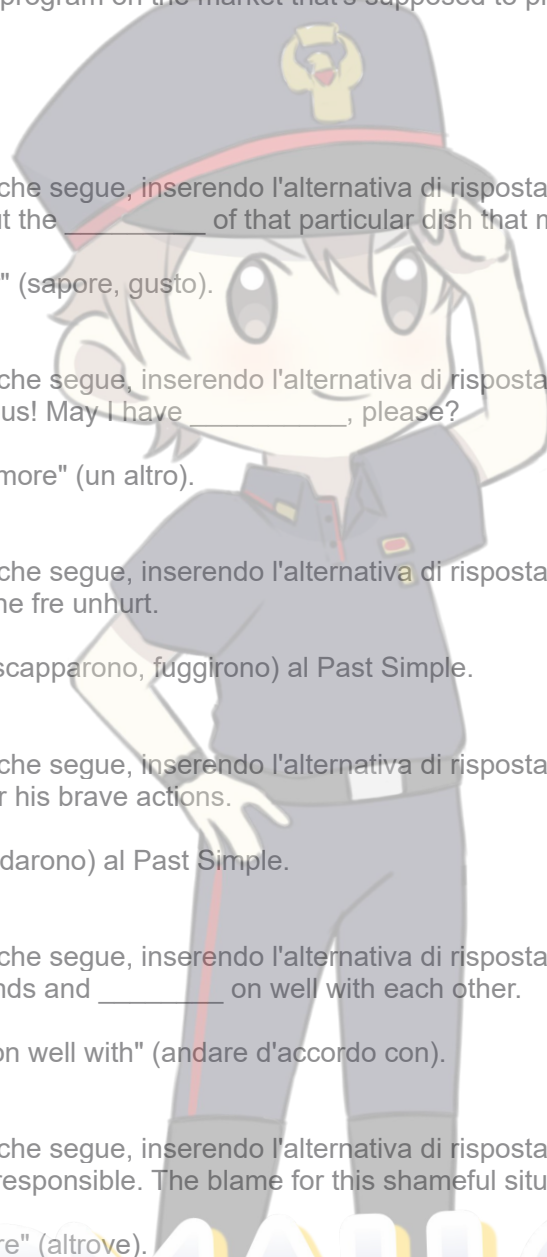 program on the market that's supposed to
che segue, inserendo l'alternativa di risposta
the __________ of that particular dish that
" (sapore, gusto).
che segue, inserendo l'alternativa di risposta
us! May I have ___________, please?
more" (un altro).
che segue, inserendo l'alternativa di risposta
fre unhurt.
scapparono, fuggirono) al Past Simple.
che segue, inserendo l'alternativa di risposta
his brave actions.
darono) al Past Simple.
che segue, inserendo l'alternativa di risposta
nds and _________ on well with each other.
on well with" (andare d'accordo con).
che segue, inserendo l'alternativa di risposta
responsible. The blame for this shameful situ
re" (altrove).